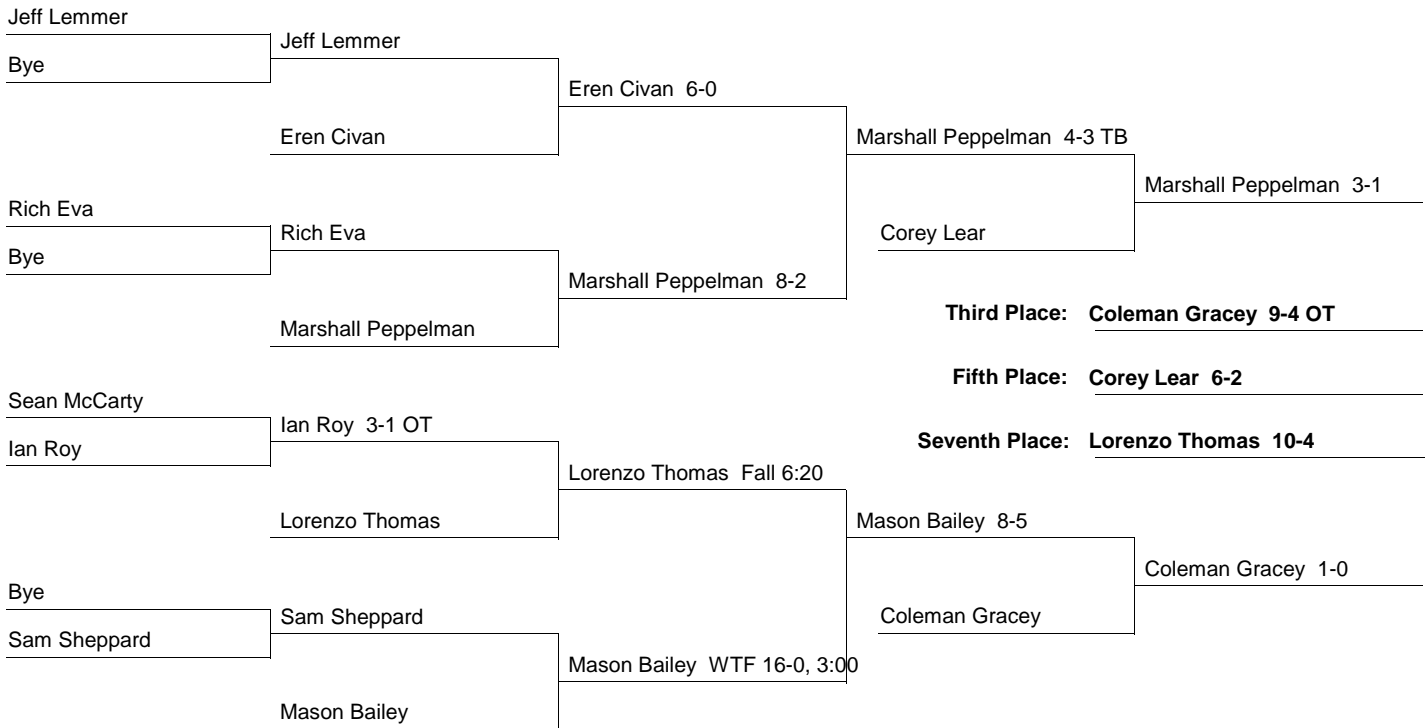 Jeff Lemmer
Jeff Lemmer
Bye
Eren Civan 6-0
Eren Civan
Marshall Peppelman 4-3 TB
Marshall Peppelman 3-1
Rich Eva
Rich Eva
Corey Lear
Bye
Marshall Peppelman 8-2
Third Place: Coleman Gracey 9-4 OT
Marshall Peppelman
Fifth Place: Corey Lear 6-2
Sean McCarty
Ian Roy 3-1 OT
Ian Roy
Seventh Place: Lorenzo Thomas 10-4
Lorenzo Thomas Fall 6:20
Lorenzo Thomas
Mason Bailey 8-5
Coleman Gracey 1-0
Bye
Sam Sheppard
Coleman Gracey
Sam Sheppard
Mason Bailey WTF 16-0, 3:00
Mason Bailey